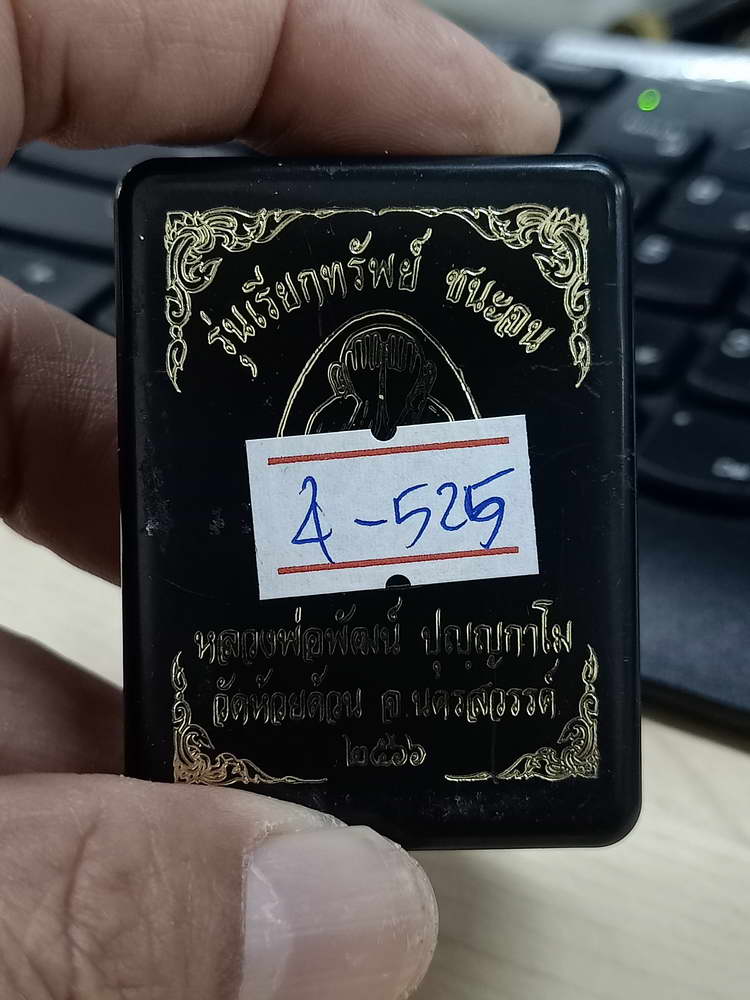 รุ่นเรียกทรัพย์ ชนะจน
-525
หลวงพ่อพัฒน์ ปุญฺญกาโม
วัดห้วยด้วน จ.นครสวรรค์
๒๕๖๖